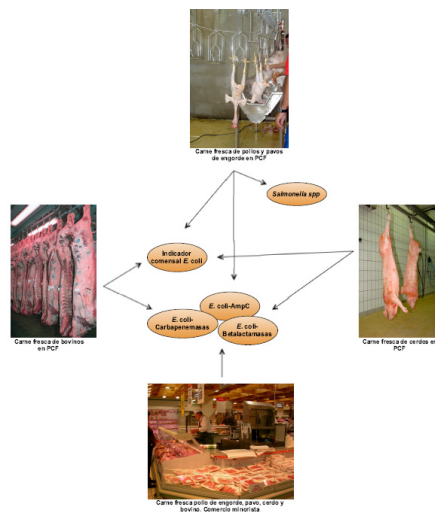 Carne fresca de pollos y pavos
de engorde en PCF
Salmonella spp
Indicador
comensal E. coli
E. coli-AmpC
E. coli-
Carbapenemasas
E. coli-
Betalactamasas
Carne fresca de bovinos
en PCF
Carne fresca de cerdos en
PCF
Carne fresca pollo de engorde, pavo, cerdo y
bovino. Comercio minorista